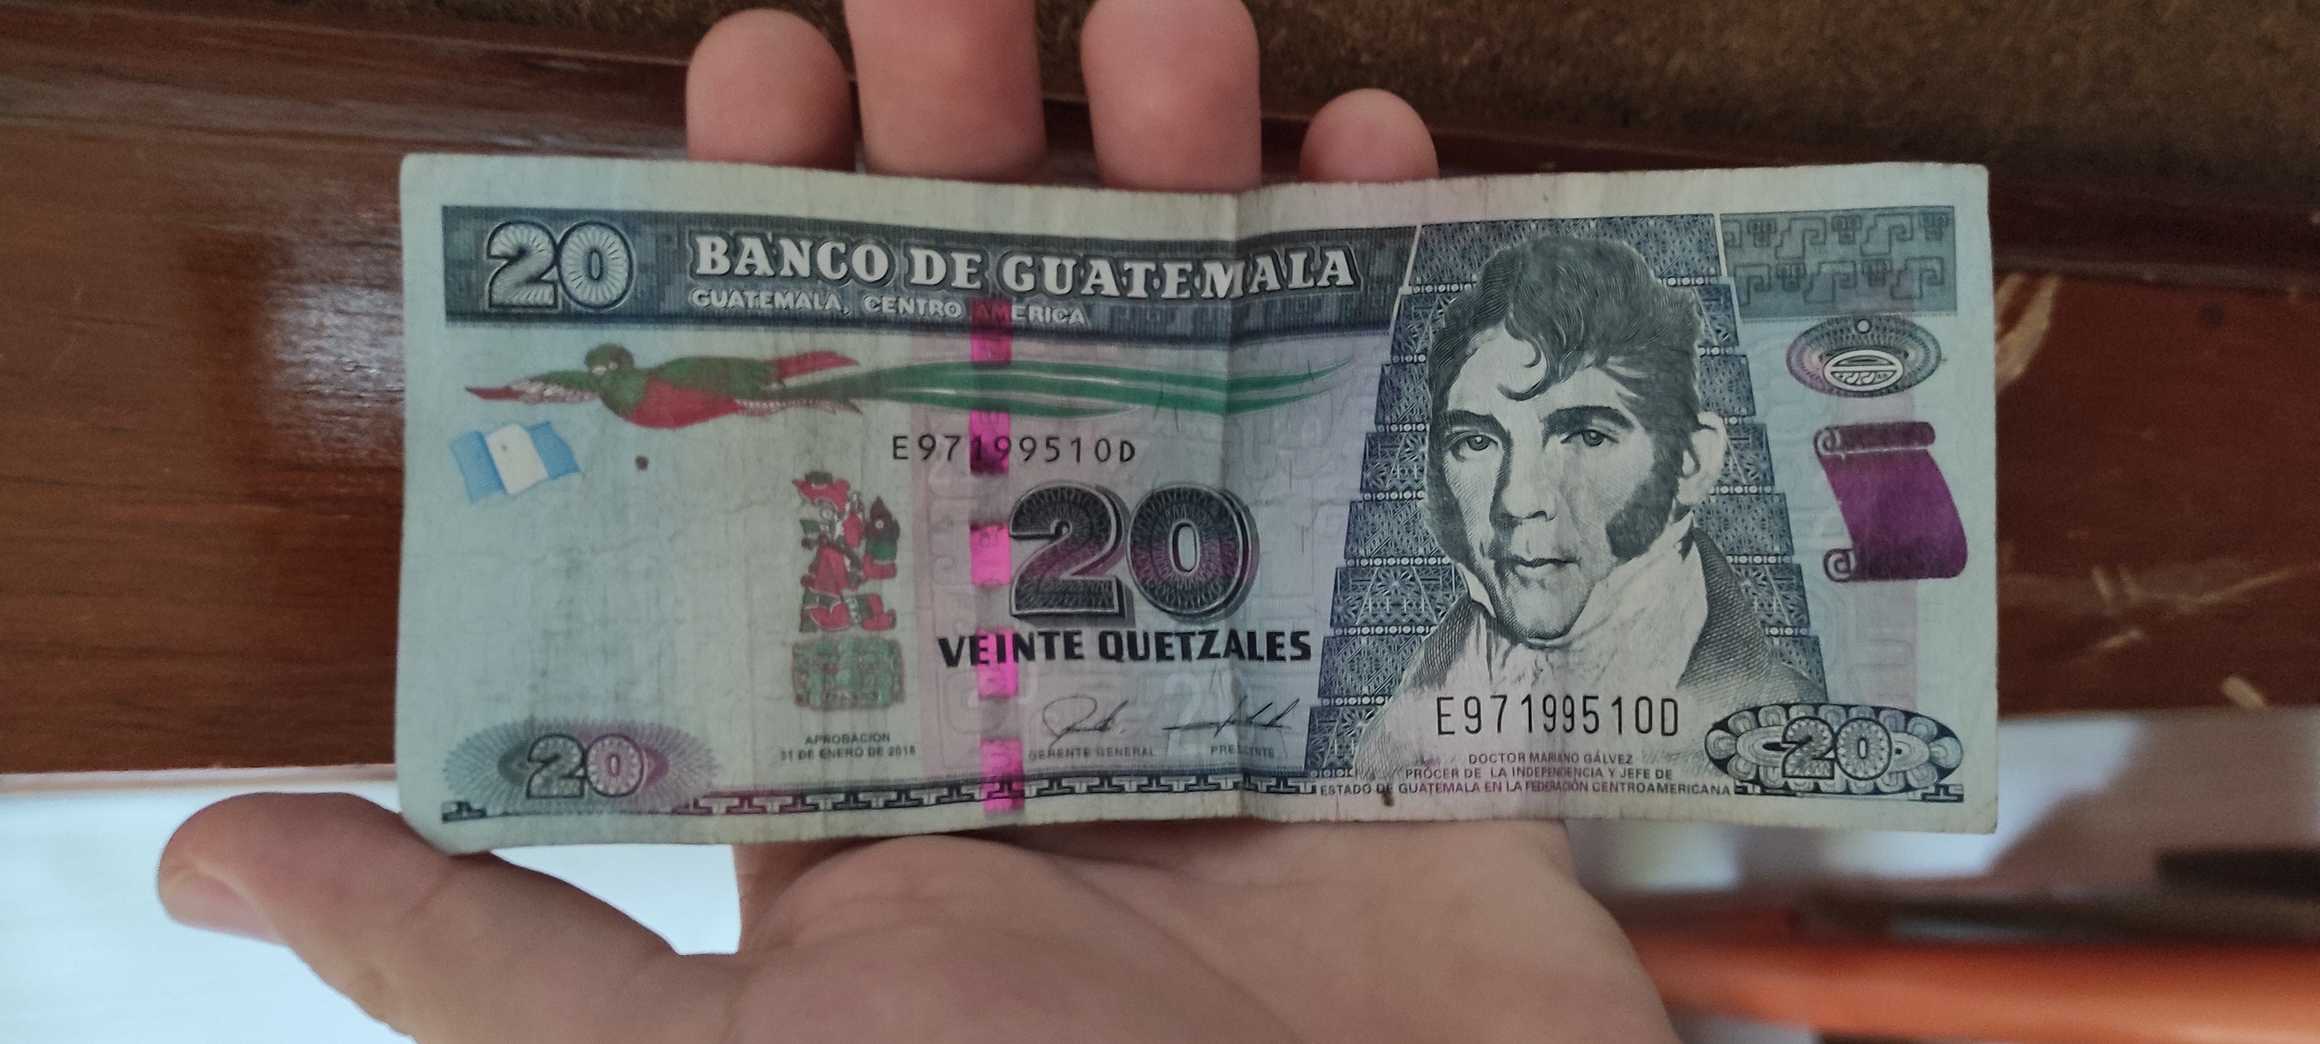 20
BANCO DE GUATEMALA
GUATEMALA, CENTRO AMERICA
E97199510D
20
VEINTE QUETZALES
APROBACIÓN
31 DE ENERO DE 2018
GERENTE GENERAL
PRESIDENTE
E97199510D
DOCTOR MARIANO GÁLVEZ
PRÓCER DE LA INDEPENDENCIA Y JEFE DE
ESTADO DE GUATEMALA EN LA FEDERACIÓN CENTROAMERICANA
20
20